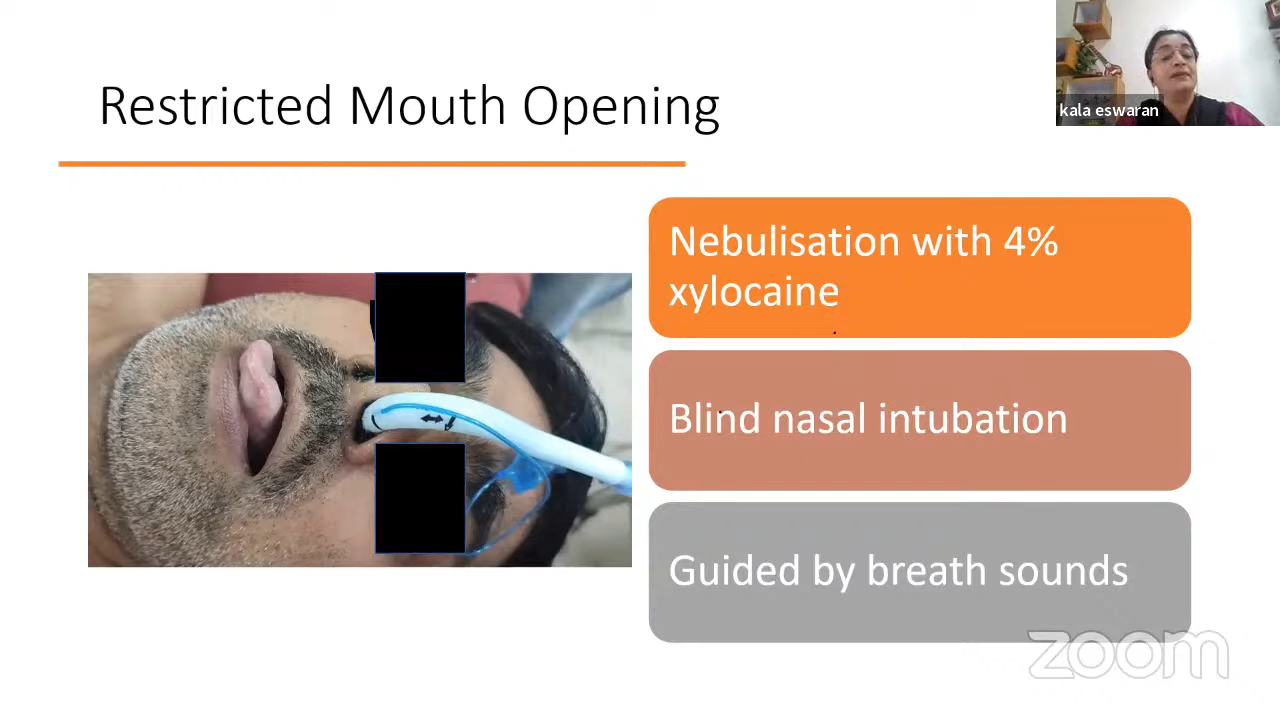 Restricted Mouth Opening
kala eswaran
Nebulisation with 4%
xylocaine
Blind nasal intubation
Guided by breath sounds
zoom